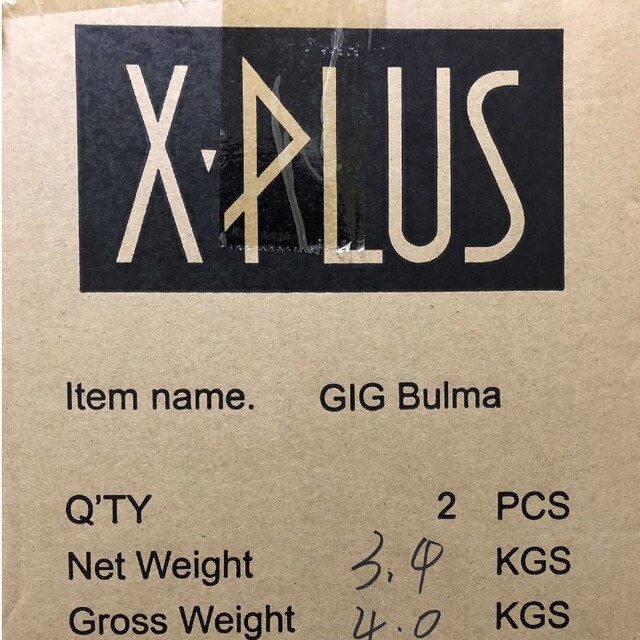 X·PLUS
Item name. GIG Bulma
Q'TY 2 PCS
Net Weight 3.4 KGS
Gross Weight 4.0 KGS